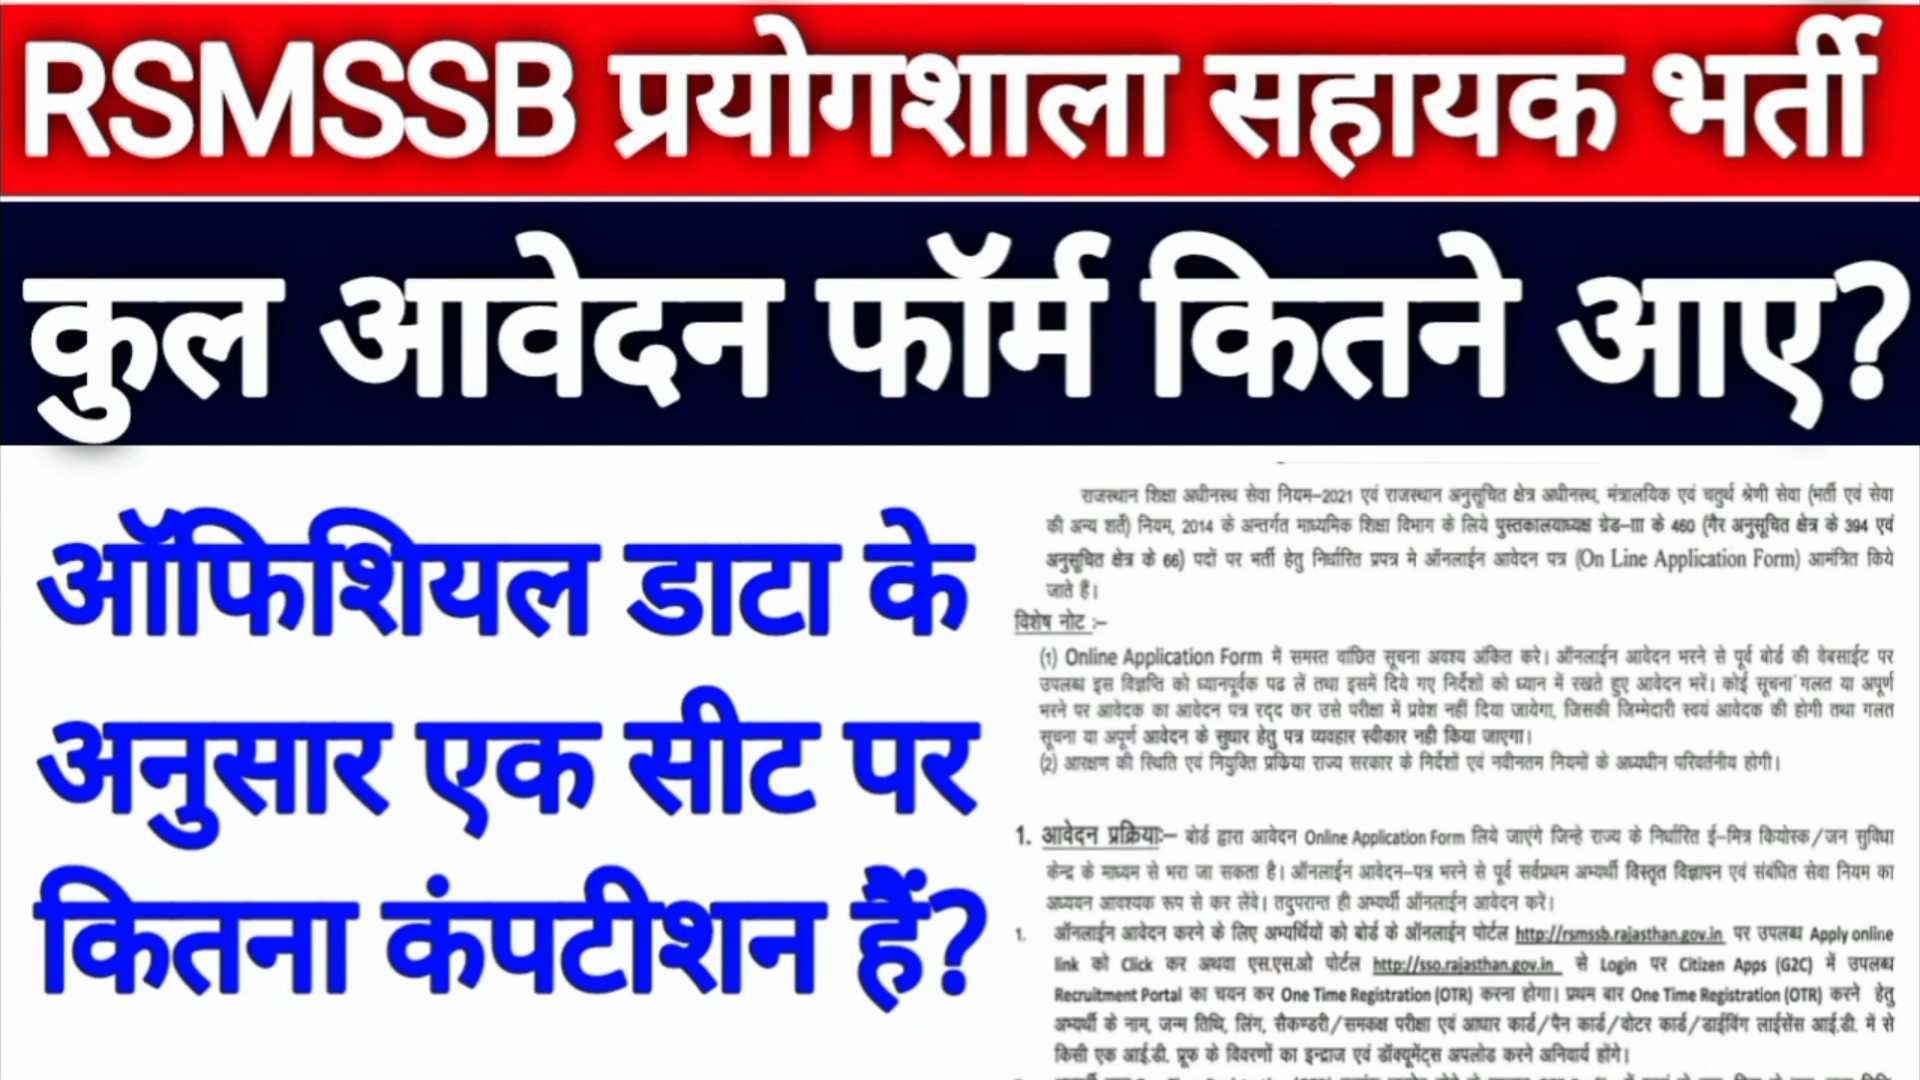 RSMSSB प्रयोगशाला सहायक भर्ती
कुल आवेदन फॉर्म कितने आए?
ऑफिशियल डाटा के
अनुसार एक सीट पर
कितना कंपटीशन हैं?
राजस्थान शिक्षा अधीनस्थ सेवा नियम–2021 एवं राजस्थान अनुसूचित क्षेत्र अधीनस्थ, मंत्रालयिक एवं चतुर्थ श्रेणी सेवा (भर्ती एवं सेवा
की अन्य शर्ते) नियम, 2014 के अन्तर्गत माध्यमिक शिक्षा विभाग के लिये पुस्तकालयाध्यक्ष ग्रेड–III के 460 (गैर अनुसूचित क्षेत्र के 394 एवं
अनुसूचित क्षेत्र के 66) पदों पर भर्ती हेतु निर्धारित प्रपत्र मे ऑनलाईन आवेदन पत्र (On Line Application Form) आमंत्रित किये
जाते हैं।
विशेष नोट :–
(1) Online Application Form में समस्त वांछित सूचना अवश्य अंकित करे। ऑनलाईन आवेदन भरने से पूर्व बोर्ड की वेबसाईट पर
उपलब्ध इस विज्ञप्ति को ध्यानपूर्वक पढ लें तथा इसमें दिये गए निर्देशों को ध्यान में रखते हुए आवेदन भरें। कोई सूचना गलत या अपूर्ण
भरने पर आवेदक का आवेदन पत्र रद्द कर उसे परीक्षा में प्रवेश नहीं दिया जायेगा, जिसकी जिम्मेदारी स्वयं आवेदक की होगी तथा गलत
सूचना या अपूर्ण आवेदन के सुधार हेतु पत्र व्यवहार स्वीकार नही किया जाएगा।
(2) आरक्षण की स्थिति एवं नियुक्ति प्रकिया राज्य सरकार के निर्देशों एवं नवीनतम नियमों के अध्यधीन परिवर्तनीय होगी।
1. आवेदन प्रक्रियाः– बोर्ड द्वारा आवेदन Online Application Form लिये जाएंगे जिन्हे राज्य के निर्धारित ई–मित्र कियोस्क/जन सुविधा
केन्द्र के माध्यम से भरा जा सकता है। ऑनलाईन आवेदन–पत्र भरने से पूर्व सर्वप्रथम अभ्यर्थी विस्तृत विज्ञापन एवं संबंधित सेवा नियम का
अध्ययन आवश्यक रूप से कर लेंवे। तदुपरान्त ही अभ्यर्थी ऑनलाईन आवेदन करें।
1. ऑनलाईन आवेदन करने के लिए अभ्यर्थियों को बोर्ड के ऑनलाईन पोर्टल http://rsmssb.rajasthan.gov.in पर उपलब्ध Apply online
link को Click कर अथवा एस.एस.ओ पोर्टल http://sso.rajasthan.gov.in से Login पर Citizen Apps (G2C) में उपलब्ध
Recruitment Portal का चयन कर One Time Registration (OTR) करना होगा। प्रथम बार One Time Registration (OTR) करने हेतु
अभ्यर्थी के नाम, जन्म तिथि, लिंग, सैकण्डरी/समकक्ष परीक्षा एवं आधार कार्ड/पैन कार्ड/वोटर कार्ड/डाईविंग लाईसेंस आई.डी. में से
किसी एक आई.डी. प्रूफ के विवरणों का इन्द्राज एवं डॉक्यूमेंट्स अपलोड करने अनिवार्य होंगे।